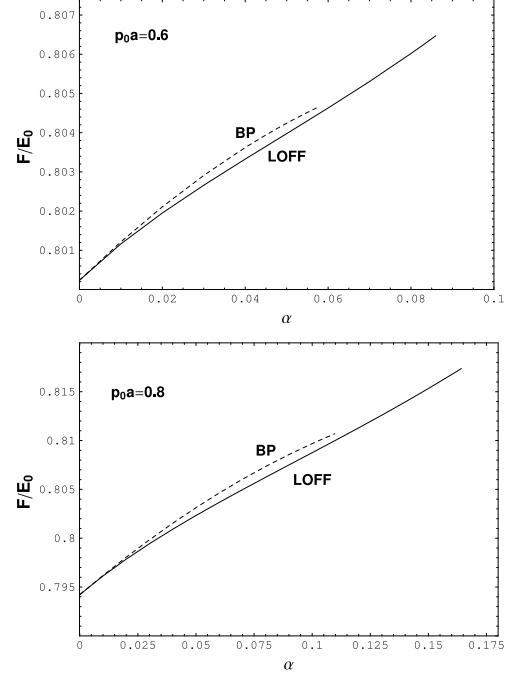 0.807
p₀a=0.6
0.806
0.805
0.804
BP
F/E₀
LOFF
0.803
0.802
0.801
0 0.02 0.04 0.06 0.08 0.1
α
0.815
p₀a=0.8
0.81
BP
F/E₀
LOFF
0.805
0.8
0.795
0 0.025 0.05 0.075 0.1 0.125 0.15 0.175
α